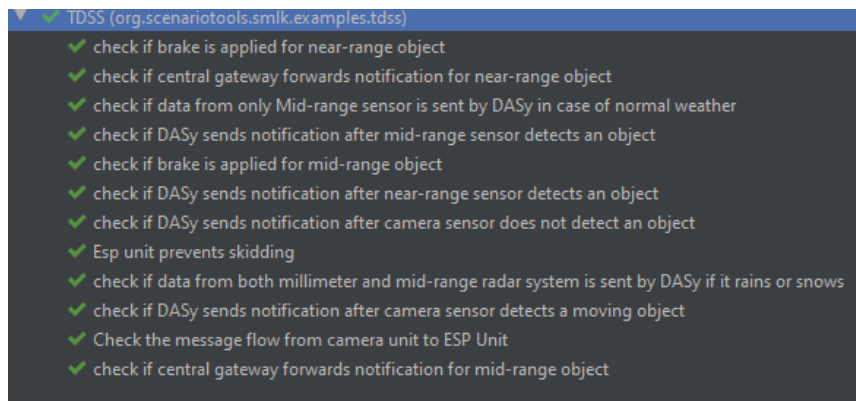 TDSS (org.scenariotools.smlk.examples.tdss)
check if brake is applied for near-range object
check if central gateway forwards notification for near-range object
check if data from only Mid-range sensor is sent by DASy in case of normal weather
check if DASy sends notification after mid-range sensor detects an object
check if brake is applied for mid-range object
check if DASy sends notification after near-range sensor detects an object
check if DASy sends notification after camera sensor does not detect an object
Esp unit prevents skidding
check if data from both millimeter and mid-range radar system is sent by DASy if it rains or snows
check if DASy sends notification after camera sensor detects a moving object
Check the message flow from camera unit to ESP Unit
check if central gateway forwards notification for mid-range object